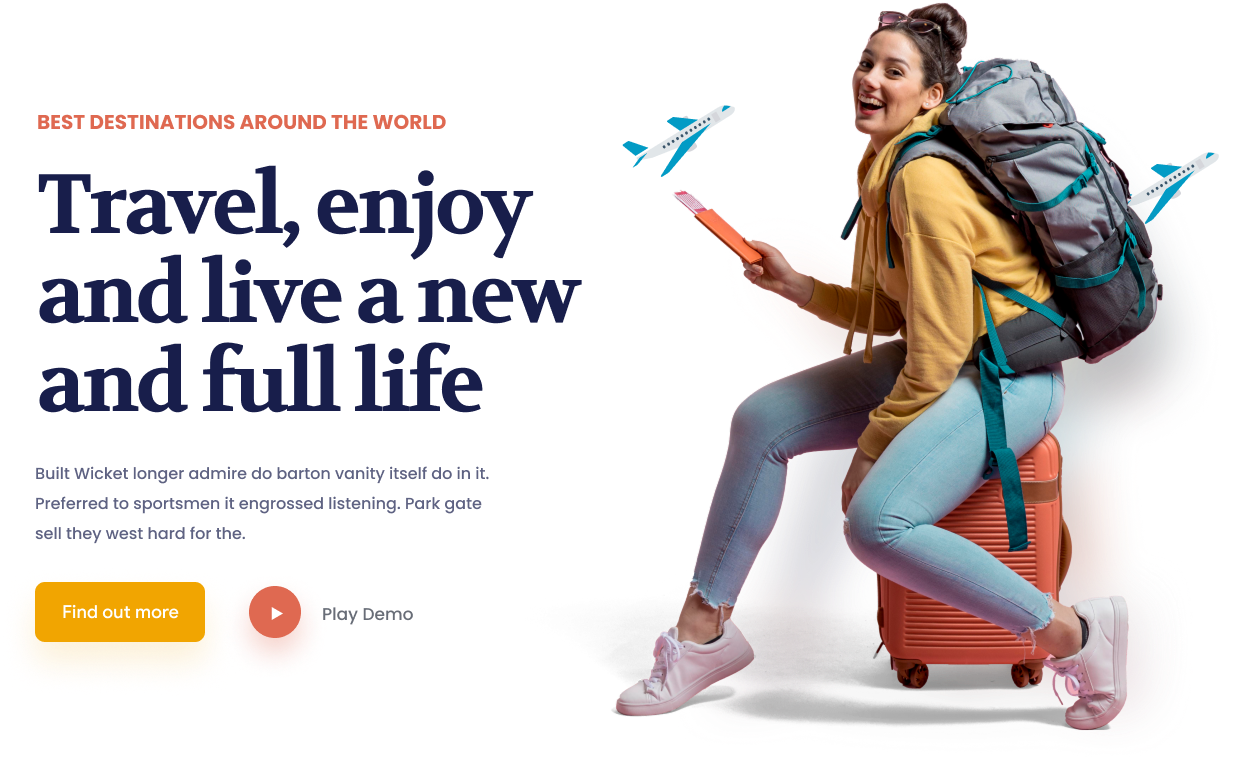 BEST DESTINATIONS AROUND THE WORLD
Travel, enjoy
and live a new
and full life
Built Wicket longer admire do barton vanity itself do in it.
Preferred to sportsmen it engrossed listening. Park gate
sell they west hard for the.
Find out more
Play Demo